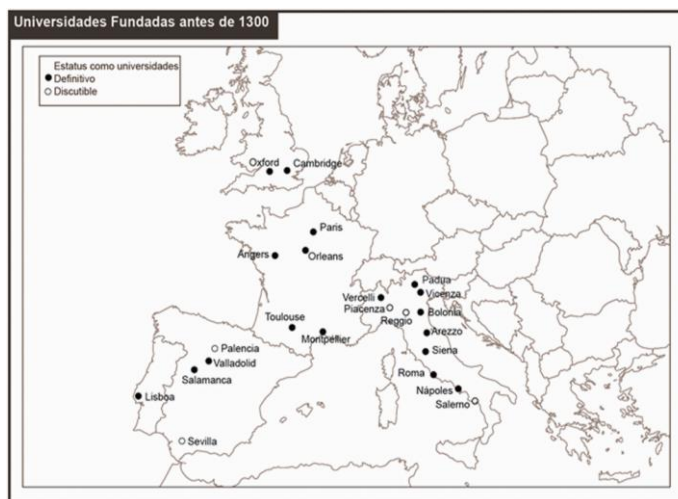 Universidades Fundadas antes de 1300
Estatus como universidades
Definitivo
Discutible
Oxford
Cambridge
Paris
Orleans
Angers
Padua
Vicenza
Vercelli
Piacenza
Reggio
Bolonia
Toulouse
Montpellier
Arezzo
Siena
Palencia
Valladolid
Salamanca
Roma
Nápoles
Salerno
Lisboa
Sevilla